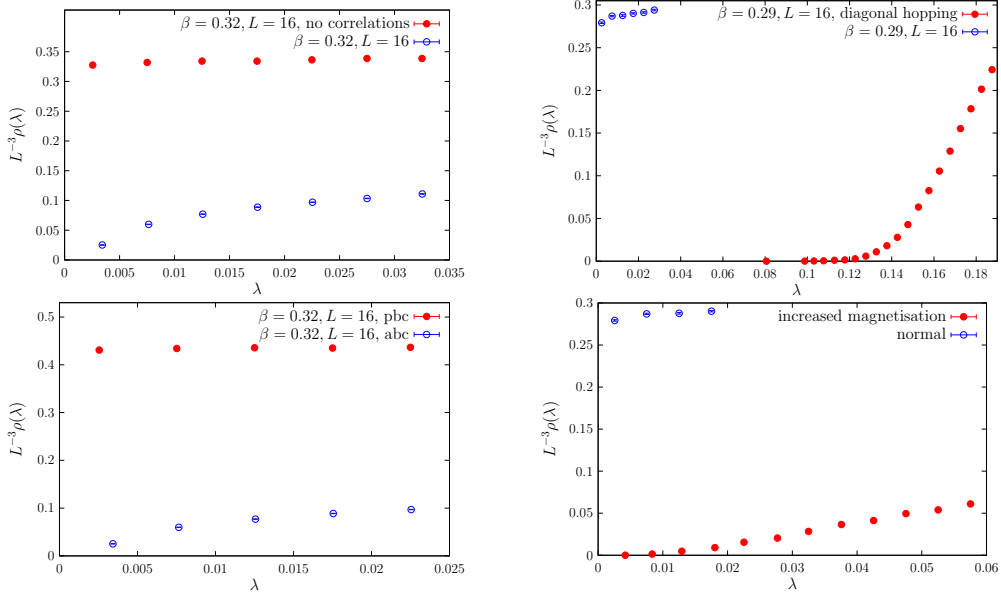 β = 0.32, L = 16, no correlations
β = 0.32, L = 16
L⁻³ρ(λ)
0.35
0.3
0.25
0.2
0.15
0.1
0.05
0
0 0.005 0.01 0.015 0.02 0.025 0.03 0.035
λ
β = 0.29, L = 16, diagonal hopping
β = 0.29, L = 16
L⁻³ρ(λ)
0.3
0.25
0.2
0.15
0.1
0.05
0
0 0.02 0.04 0.06 0.08 0.1 0.12 0.14 0.16 0.18
λ
β = 0.32, L = 16, pbc
β = 0.32, L = 16, abc
L⁻³ρ(λ)
0.5
0.4
0.3
0.2
0.1
0
0 0.005 0.01 0.015 0.02 0.025
λ
increased magnetisation
normal
L⁻³ρ(λ)
0.3
0.25
0.2
0.15
0.1
0.05
0
0 0.01 0.02 0.03 0.04 0.05 0.06
λ